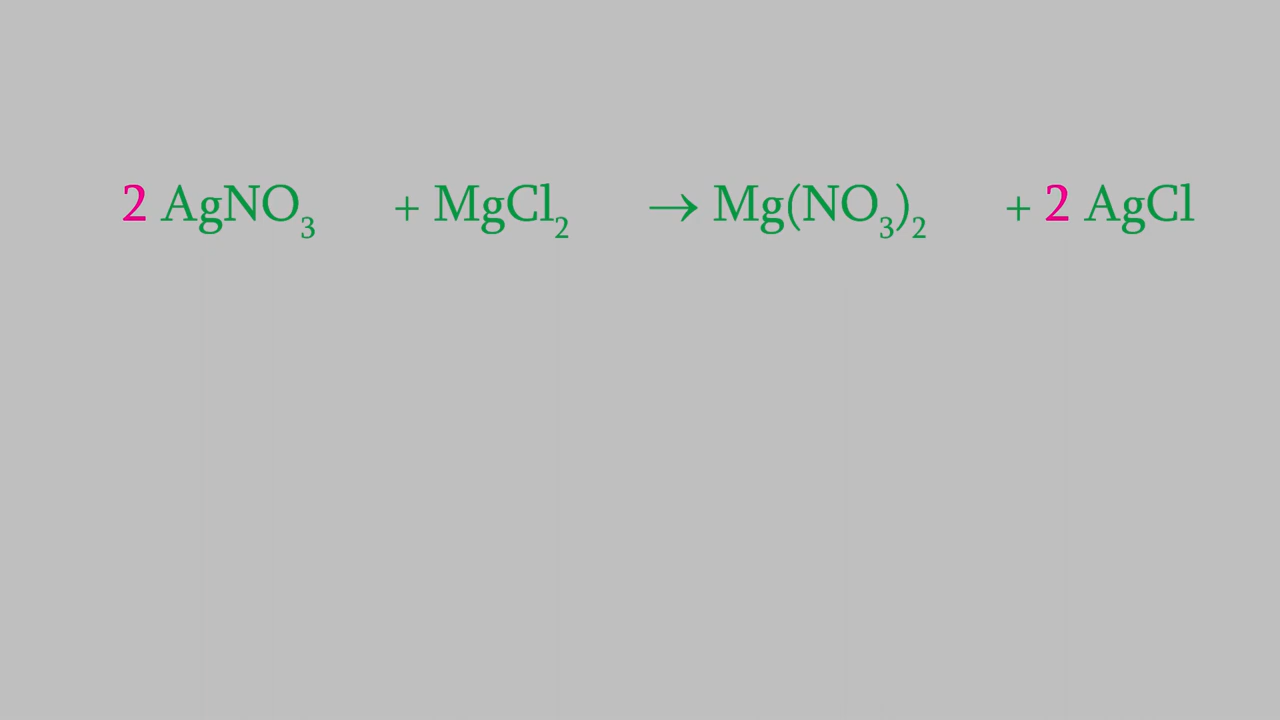 2 AgNO₃ + MgCl₂ → Mg(NO₃)₂ + 2 AgCl